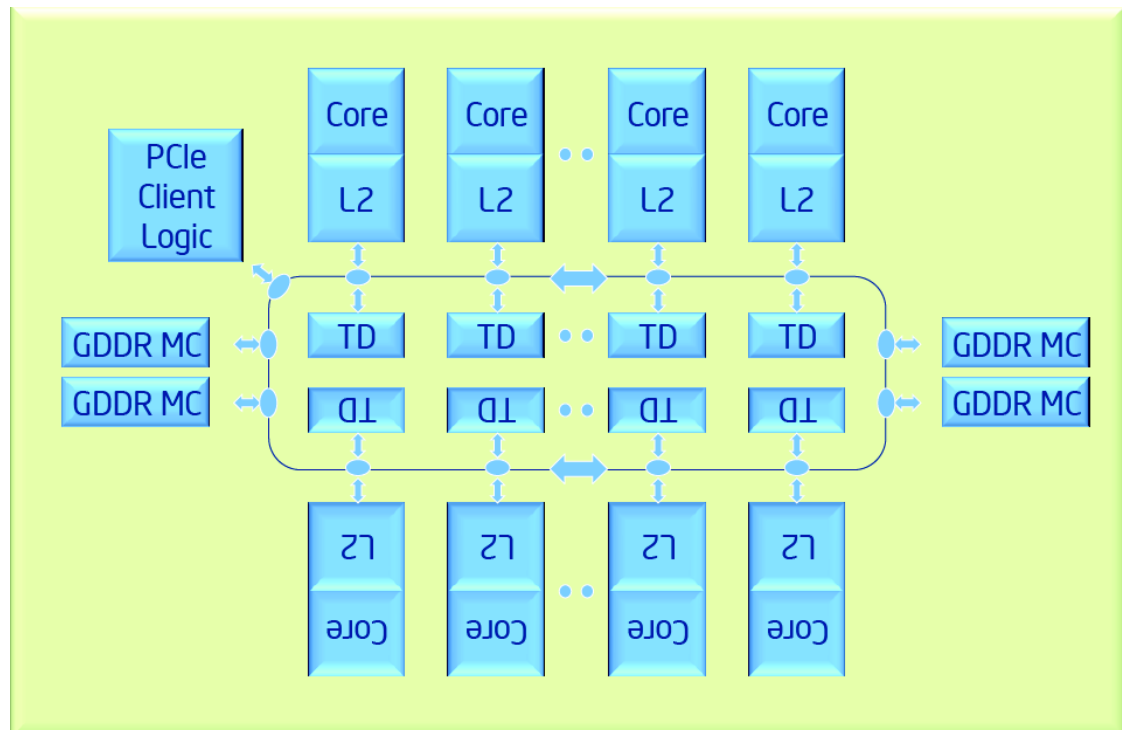 Core Core Core Core
PCIe
Client
Logic
L2 L2 L2 L2
GDDR MC TD TD TD TD GDDR MC
GDDR MC TD TD TD TD GDDR MC
L2 L2 L2 L2
Core Core Core Core